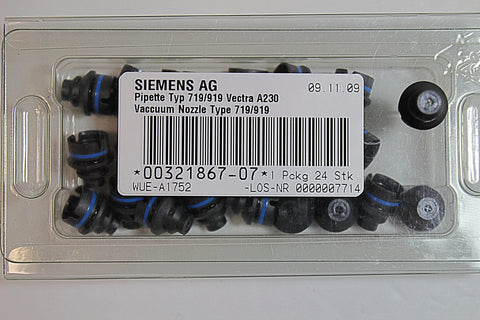 SIEMENS AG 09.11.09
Pipette Typ 719/919 Vectra A230
Vaccuum Nozzle Type 719/919
*00321867-07* 1 Pckg 24 Stk
WUE-A1752 -LOS-NR 0000007714